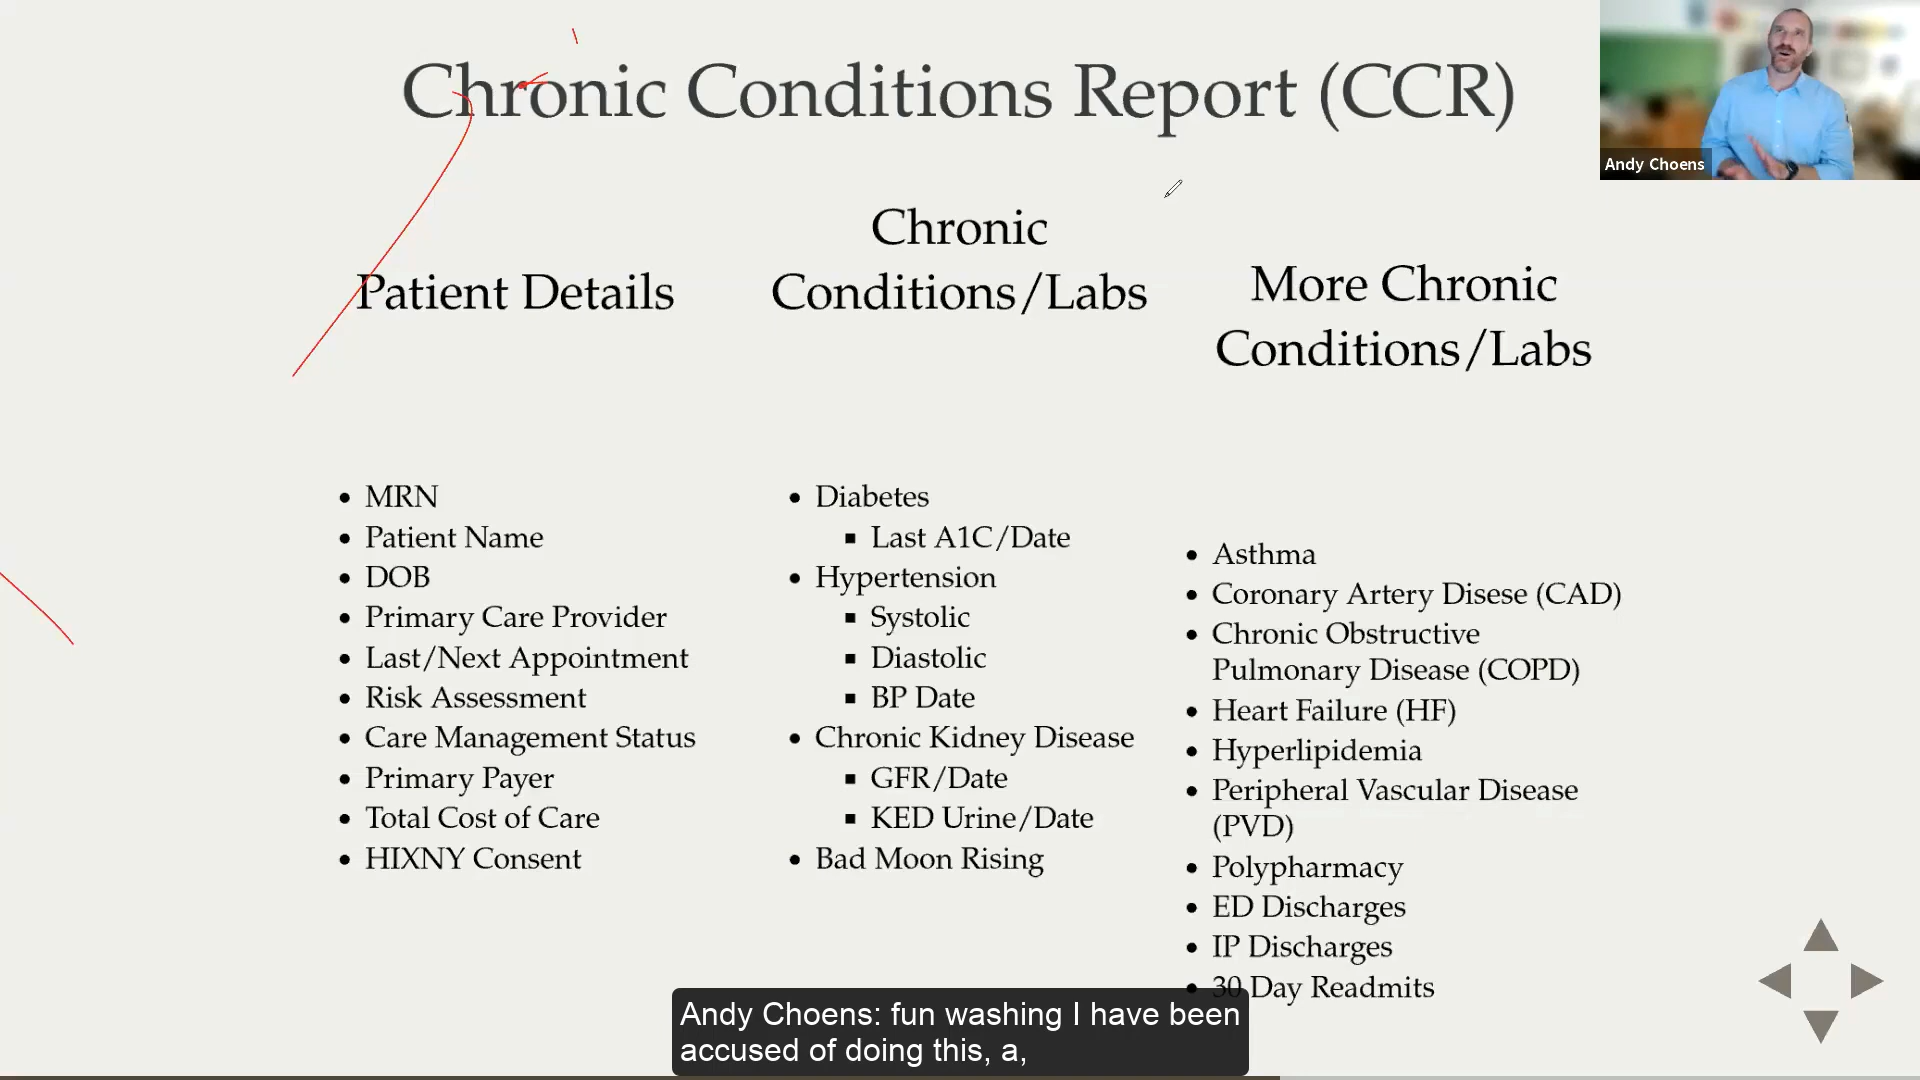 Chronic Conditions Report (CCR)
Andy Choens
Patient Details
MRN
Patient Name
DOB
Primary Care Provider
Last/Next Appointment
Risk Assessment
Care Management Status
Primary Payer
Total Cost of Care
HIXNY Consent
Chronic
Conditions/Labs
Diabetes
Last A1C/Date
Hypertension
Systolic
Diastolic
BP Date
Chronic Kidney Disease
GFR/Date
KED Urine/Date
Bad Moon Rising
More Chronic
Conditions/Labs
Asthma
Coronary Artery Disese (CAD)
Chronic Obstructive
Pulmonary Disease (COPD)
Heart Failure (HF)
Hyperlipidemia
Peripheral Vascular Disease
(PVD)
Polypharmacy
ED Discharges
IP Discharges
30 Day Readmits
Andy Choens: fun washing I have been
accused of doing this, a,